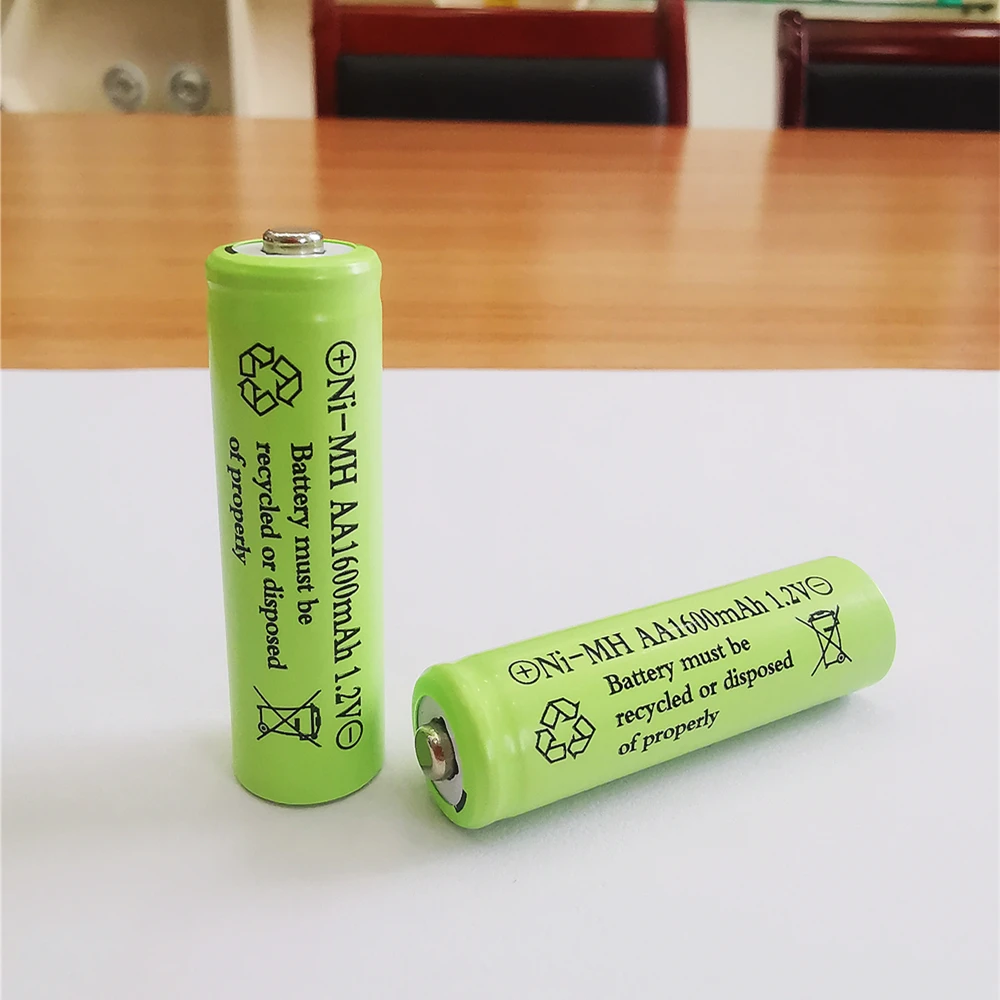 ⊕Ni-MH AA1600mAh 1.2V⊖
Battery must be
recycled or disposed
of properly
⊕Ni-MH AA1600mAh 1.2V⊖
Battery must be
recycled or disposed
of properly